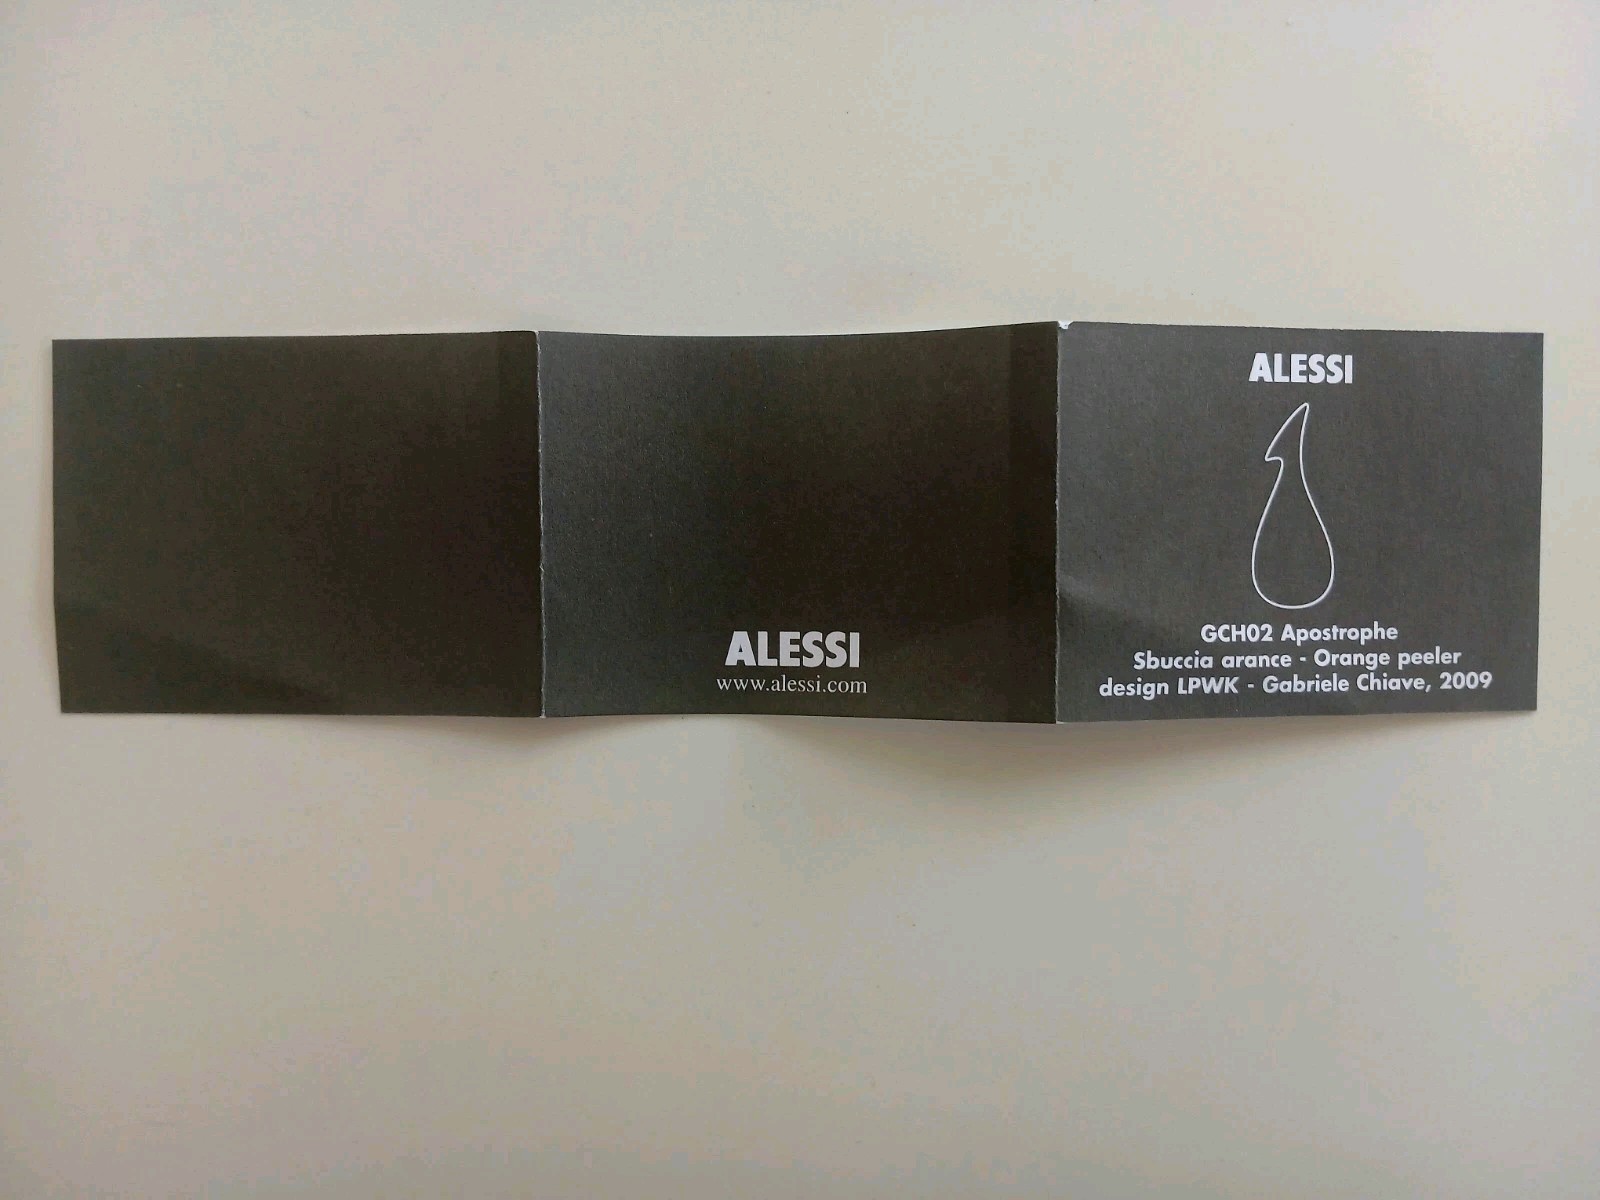 ALESSI
www.alessi.com
ALESSI
GCH02 Apostrophe
Sbuccia arance - Orange peeler
design LPWK - Gabriele Chiave, 2009